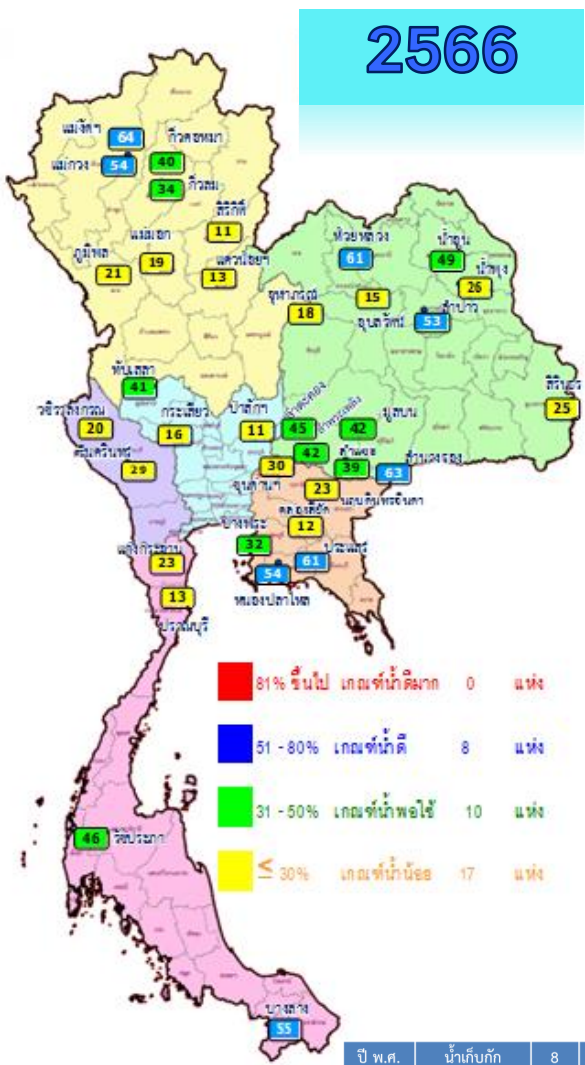 2566
แม่งัดฯ
64
กิ่วคอหมา
แม่กวง
54
40
34
กิ่วลม
สิริกิติ์
11
แม่มอก
19
ภูมิพล
21
แควน้อยฯ
13
ห้วยหลวง
61
น้ำอูน
49
น้ำพุง
26
จุฬาภรณ์
18
15
อุบลรัตน์
ลำปาว
53
สิรินธร
25
ทับเสลา
41
วชิราลงกรณ
20
กระเสียว
16
ป่าสักฯ
11
ลำตะคอง
45
ลำพระเพลิง
42
มูลบน
42
ลำแชะ
39
ลำนางรอง
63
ศรีนครินทร์
29
ขุนด่านฯ
30
23
นฤบดินทรจินดา
คลองสียัด
12
บางพระ
32
ประแสร์
61
54
หนองปลาไหล
แก่งกระจาน
23
13
ปราณบุรี
81% ขึ้นไป เกณฑ์น้ำดีมาก 0 แห่ง
51 - 80% เกณฑ์น้ำดี 8 แห่ง
31 - 50% เกณฑ์น้ำพอใช้ 10 แห่ง
≤ 30% เกณฑ์น้ำน้อย 17 แห่ง
46 รัชประภา
บางลาง
55
ปี พ.ศ. น้ำเก็บกัก 8